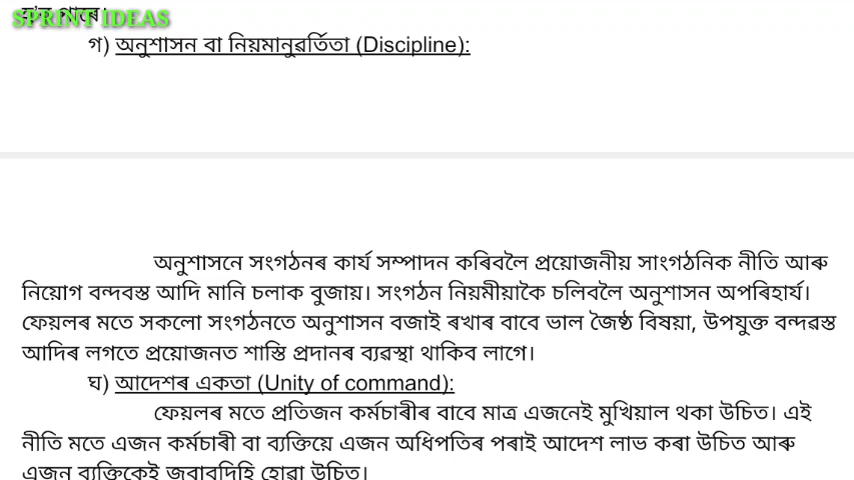 SPRINT IDEAS
গ) অনুশাসন বা নিয়মানুৱৰ্তিতা (Discipline):
অনুশাসনে সংগঠনৰ কাৰ্য সম্পাদন কৰিবলৈ প্ৰয়োজনীয় সাংগঠনিক নীতি আৰু
নিয়োগ বন্দবস্ত আদি মানি চলাক বুজায়। সংগঠন নিয়মীয়াকৈ চলিবলৈ অনুশাসন অপৰিহাৰ্য।
ফেয়লৰ মতে সকলো সংগঠনতে অনুশাসন বজাই ৰখাৰ বাবে ভাল জৈষ্ঠ বিষয়া, উপযুক্ত বন্দৱস্ত
আদিৰ লগতে প্ৰয়োজনত শাস্তি প্ৰদানৰ ব্যৱস্থা থাকিব লাগে।
ঘ) আদেশৰ একতা (Unity of command):
ফেয়লৰ মতে প্ৰতিজন কৰ্মচাৰীৰ বাবে মাত্ৰ এজনেই মুখিয়াল থকা উচিত। এই
নীতি মতে এজন কৰ্মচাৰী বা ব্যক্তিয়ে এজন অধিপতিৰ পৰাই আদেশ লাভ কৰা উচিত আৰু
এজন ব্যক্তিকেই জবাবদিহি হোৱা উচিত।